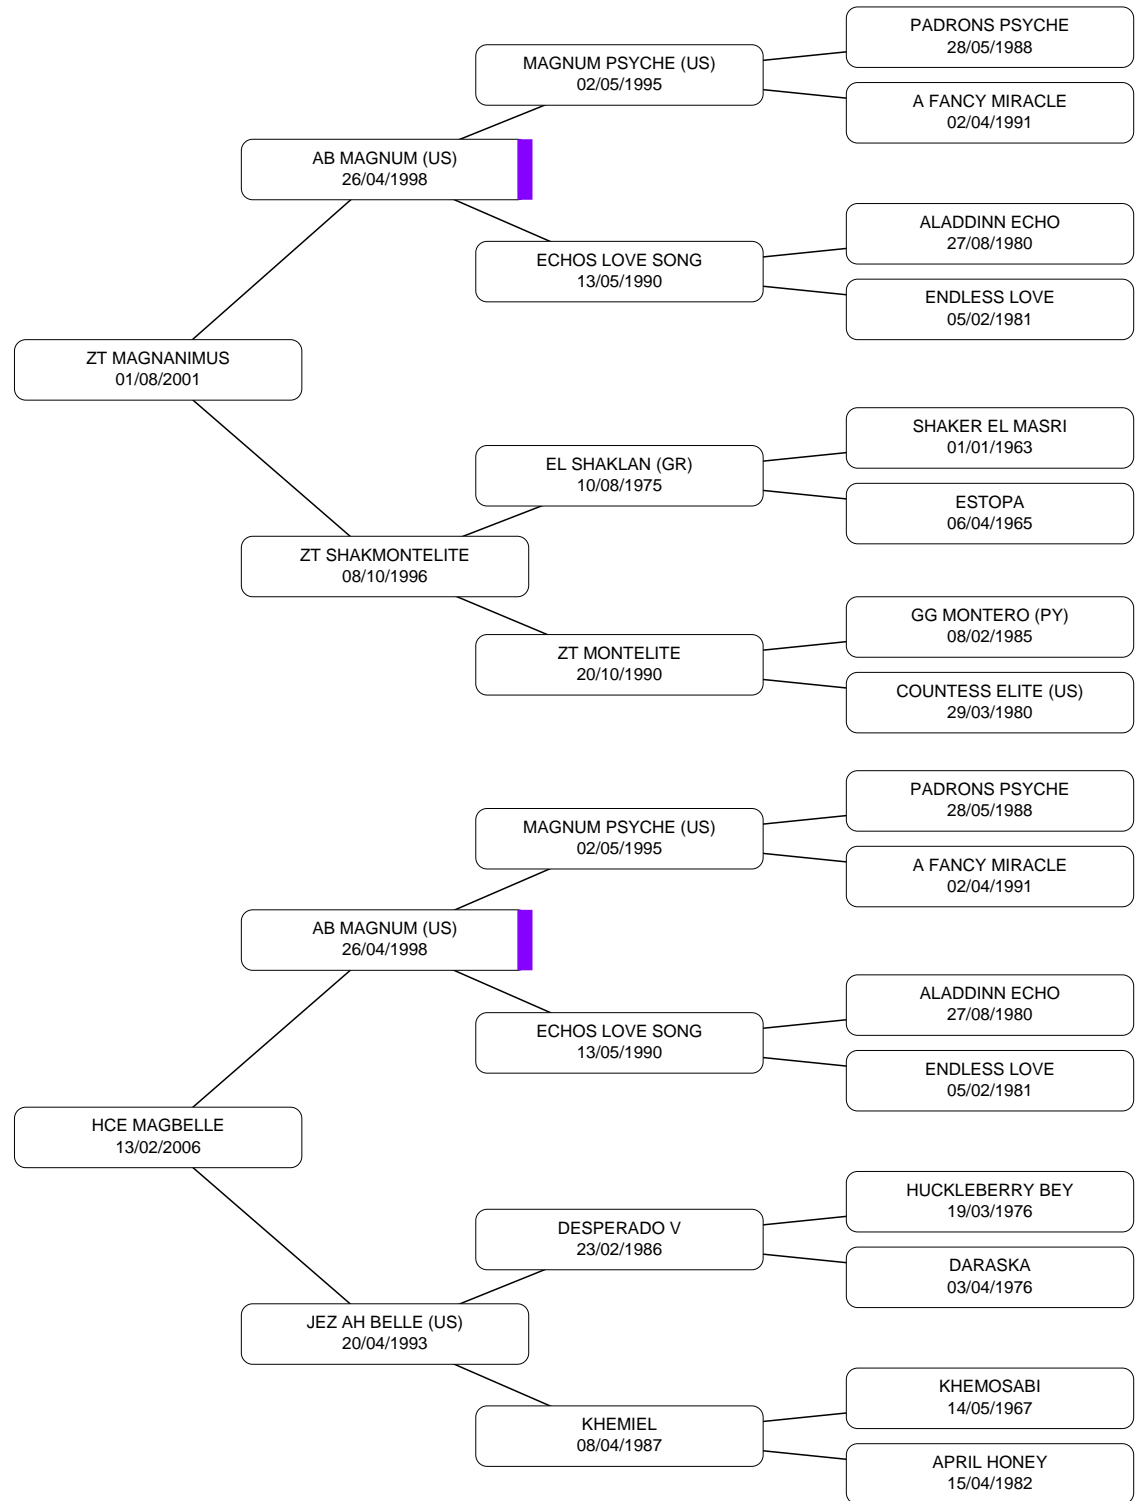 PADRONS PSYCHE
28/05/1988
MAGNUM PSYCHE (US)
02/05/1995
A FANCY MIRACLE
02/04/1991
AB MAGNUM (US)
26/04/1998
ALADDINN ECHO
27/08/1980
ECHOS LOVE SONG
13/05/1990
ENDLESS LOVE
05/02/1981
ZT MAGNANIMUS
01/08/2001
SHAKER EL MASRI
01/01/1963
EL SHAKLAN (GR)
10/08/1975
ESTOPA
06/04/1965
ZT SHAKMONTELITE
08/10/1996
GG MONTERO (PY)
08/02/1985
ZT MONTELITE
20/10/1990
COUNTESS ELITE (US)
29/03/1980
PADRONS PSYCHE
28/05/1988
MAGNUM PSYCHE (US)
02/05/1995
A FANCY MIRACLE
02/04/1991
AB MAGNUM (US)
26/04/1998
ALADDINN ECHO
27/08/1980
ECHOS LOVE SONG
13/05/1990
ENDLESS LOVE
05/02/1981
HCE MAGBELLE
13/02/2006
HUCKLEBERRY BEY
19/03/1976
DESPERADO V
23/02/1986
DARASKA
03/04/1976
JEZ AH BELLE (US)
20/04/1993
KHEMOSABI
14/05/1967
KHEMIEL
08/04/1987
APRIL HONEY
15/04/1982